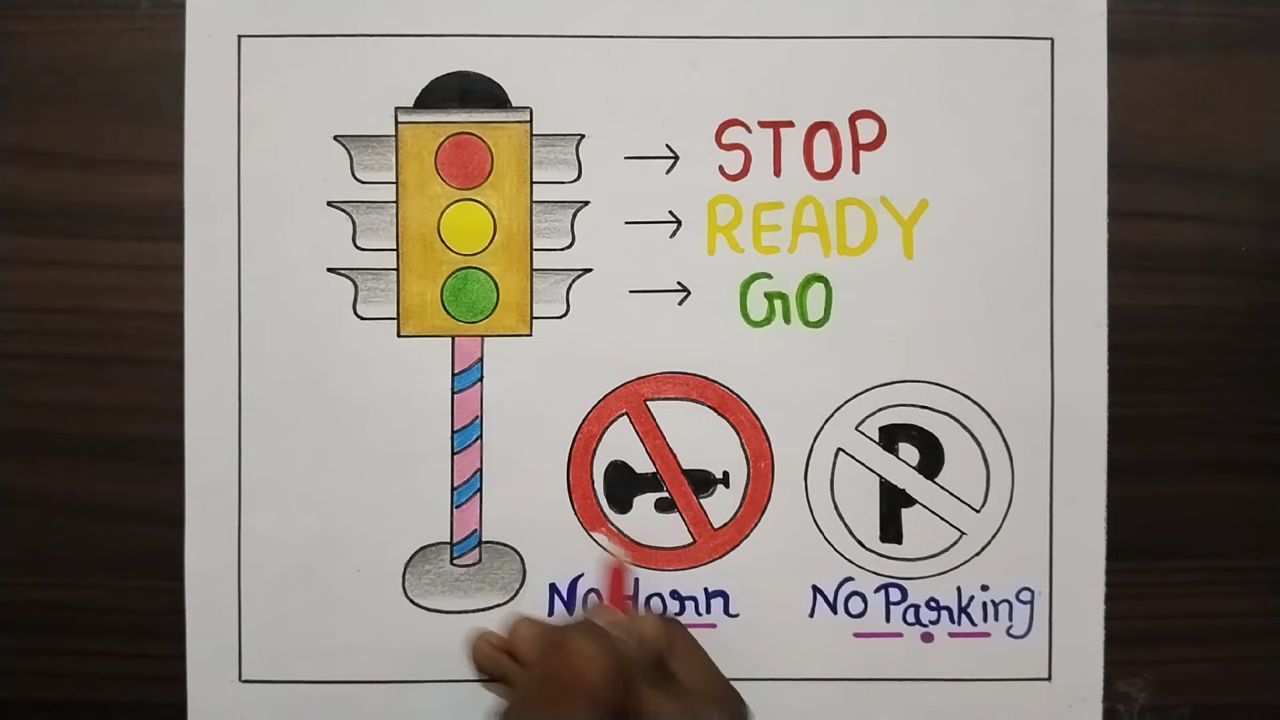 STOP
READY
GO
P
No Horn
No Parking